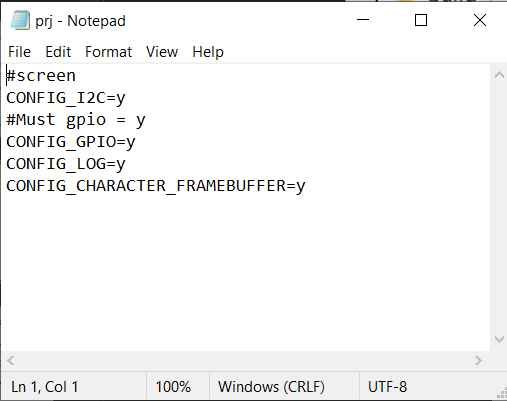 prj - Notepad
File Edit Format View Help
#screen
CONFIG_I2C=y
#Must gpio = y
CONFIG_GPIO=y
CONFIG_LOG=y
CONFIG_CHARACTER_FRAMEBUFFER=y
Ln 1, Col 1 100% Windows (CRLF) UTF-8